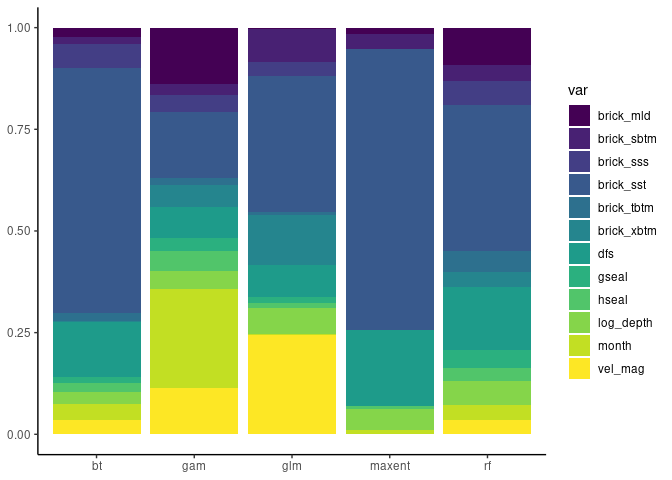 1.00
0.75
0.50
0.25
0.00
bt
gam
glm
maxent
rf
var
brick_mld
brick_sbtm
brick_sss
brick_sst
brick_tbtm
brick_xbtm
dfs
gseal
hseal
log_depth
month
vel_mag